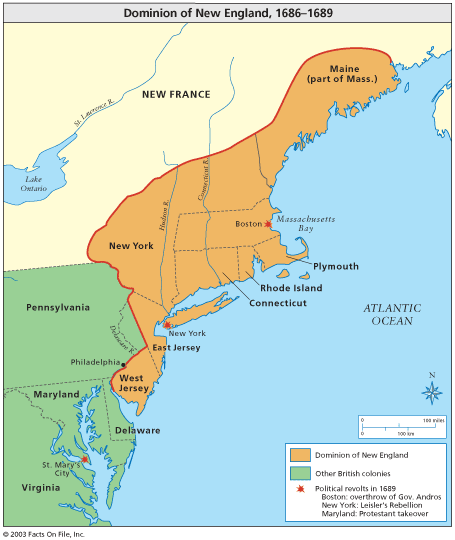 Dominion of New England, 1686–1689
Maine
(part of Mass.)
NEW FRANCE
St. Lawrence R.
Lake
Ontario
Connecticut R.
Hudson R.
Boston
Massachusetts
Bay
New York
Plymouth
Rhode Island
Connecticut
Pennsylvania
ATLANTIC
OCEAN
Delaware R.
New York
East Jersey
Philadelphia
West
Jersey
Maryland
N
Delaware
0 100 miles
0 100 km
St. Mary's
City
Virginia
Dominion of New England
Other British colonies
Political revolts in 1689
Boston: overthrow of Gov. Andros
New York: Leisler's Rebellion
Maryland: Protestant takeover
© 2003 Facts On File, Inc.